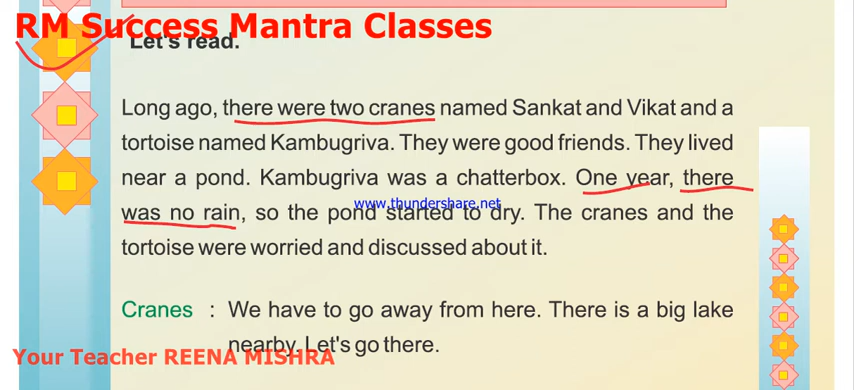 RM Success Mantra Classes
Let's read.
Long ago, there were two cranes named Sankat and Vikat and a
tortoise named Kambugriva. They were good friends. They lived
near a pond. Kambugriva was a chatterbox. One year, there
www.thundershare.net
was no rain, so the pond started to dry. The cranes and the
tortoise were worried and discussed about it.
Cranes : We have to go away from here. There is a big lake
nearby. Let's go there.
Your Teacher REENA MISHRA